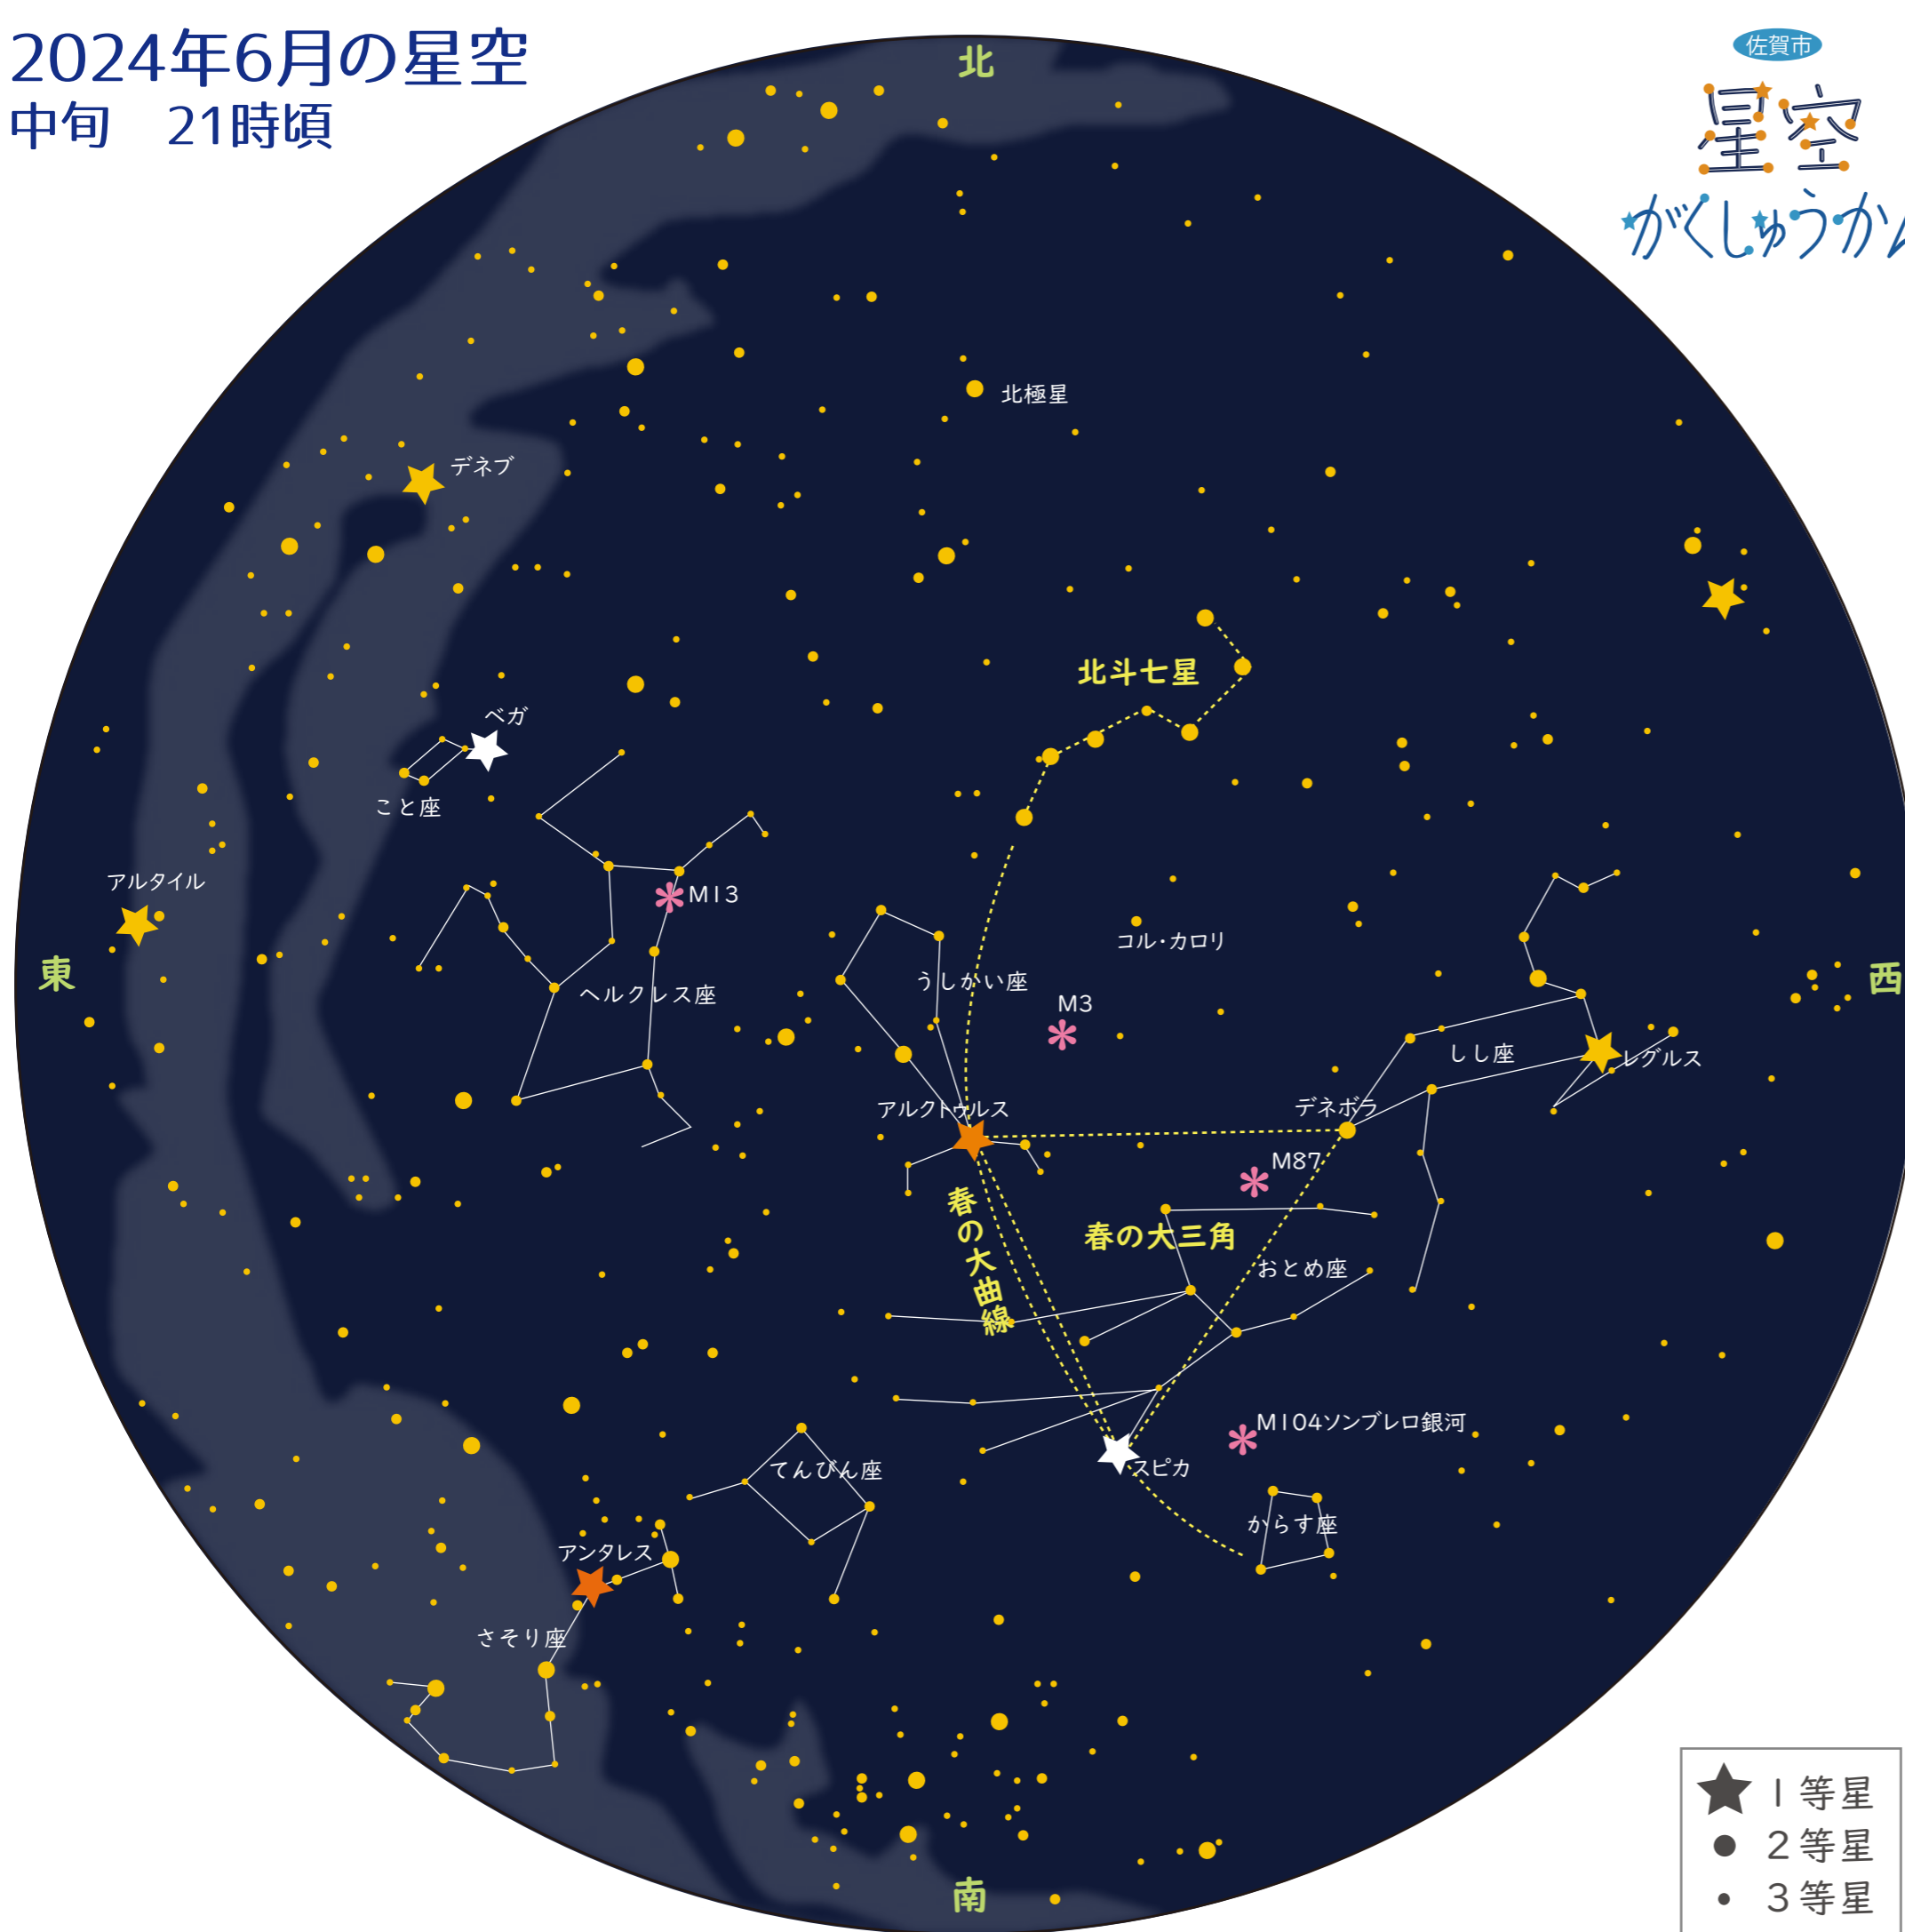 2024年6月の星空
中旬　21時頃
佐賀市
星空
がくしゅうかん
北
北極星
デネブ
北斗七星
ベガ
こと座
アルタイル
M13
東
ヘルクレス座
うしかい座
コル・カロリ
M3
西
しし座
レグルス
アルクトゥルス
デネボラ
M87
春の大曲線
春の大三角
おとめ座
M104ソンブレロ銀河
てんびん座
スピカ
からす座
アンタレス
さそり座
南
1等星
2等星
3等星